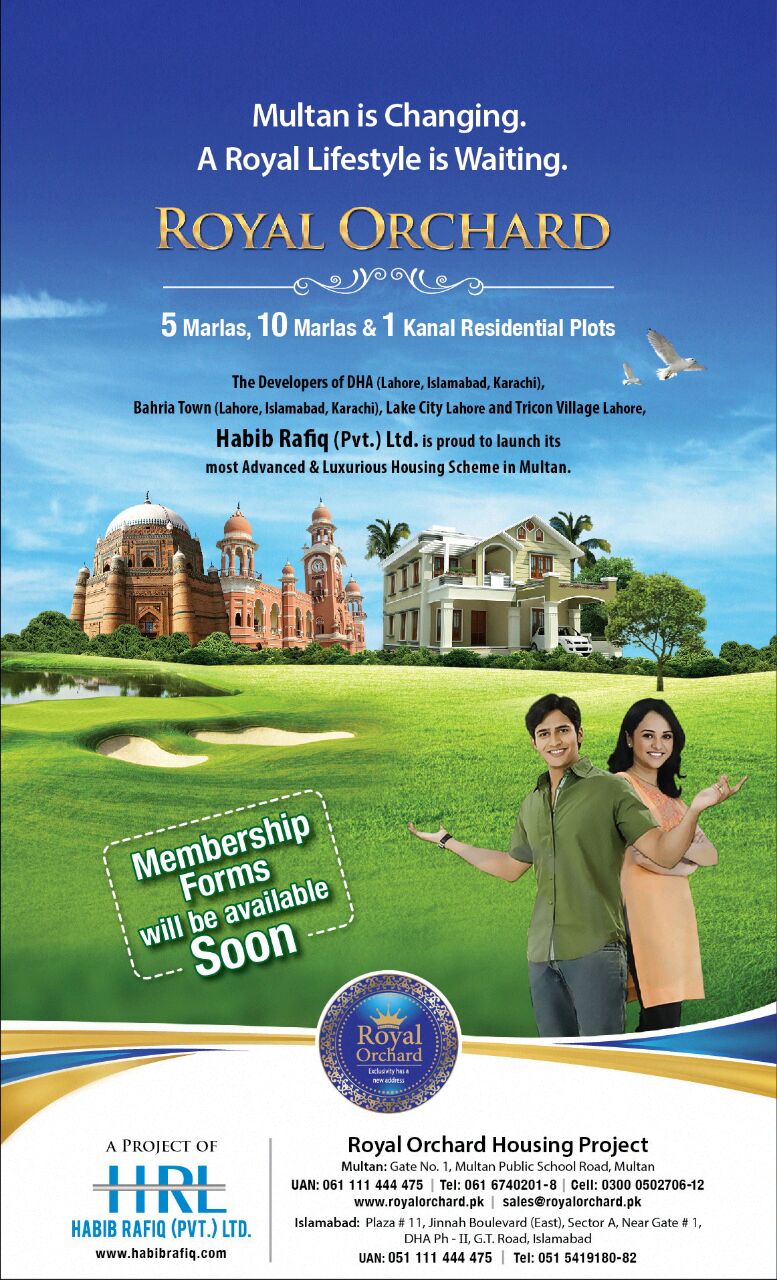 Multan is Changing.
A Royal Lifestyle is Waiting.
ROYAL ORCHARD
5 Marlas, 10 Marlas & 1 Kanal Residential Plots
The Developers of DHA (Lahore, Islamabad, Karachi),
Bahria Town (Lahore, Islamabad, Karachi), Lake City Lahore and Tricon Village Lahore,
Habib Rafiq (Pvt.) Ltd. is proud to launch its
most Advanced & Luxurious Housing Scheme in Multan.
Membership
Forms
will be available
Soon
Royal
Orchard
Exclusivity has a
new address
A PROJECT OF
HRL
HABIB RAFIQ (PVT.) LTD.
www.habibrafiq.com
Royal Orchard Housing Project
Multan: Gate No. 1, Multan Public School Road, Multan
UAN: 061 111 444 475 | Tel: 061 6740201-8 | Cell: 0300 0502706-12
www.royalorchard.pk | sales@royalorchard.pk
Islamabad: Plaza # 11, Jinnah Boulevard (East), Sector A, Near Gate # 1,
DHA Ph - II, G.T. Road, Islamabad
UAN: 051 111 444 475 | Tel: 051 5419180-82